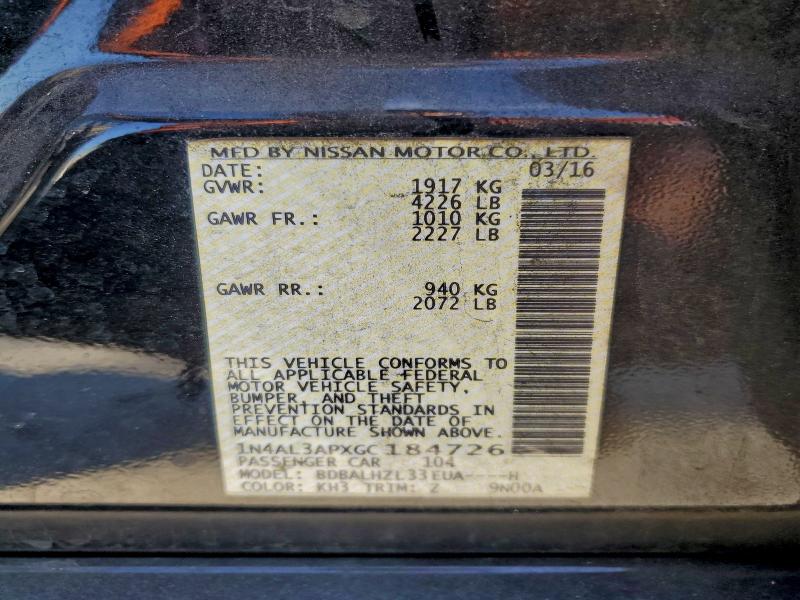 MFD BY NISSAN MOTOR CO., LTD.
DATE: 03/16
GVWR: 1917 KG
4226 LB
GAWR FR.: 1010 KG
2227 LB
GAWR RR.: 940 KG
2072 LB
THIS VEHICLE CONFORMS TO
ALL APPLICABLE FEDERAL
MOTOR VEHICLE SAFETY,
BUMPER, AND THEFT
PREVENTION STANDARDS IN
EFFECT ON THE DATE OF
MANUFACTURE SHOWN ABOVE.
1N4AL3APXGC184726
PASSENGER CAR 104
MODEL: BDBALHZL33EUA----H
COLOR: KH3 TRIM: Z 9N00A